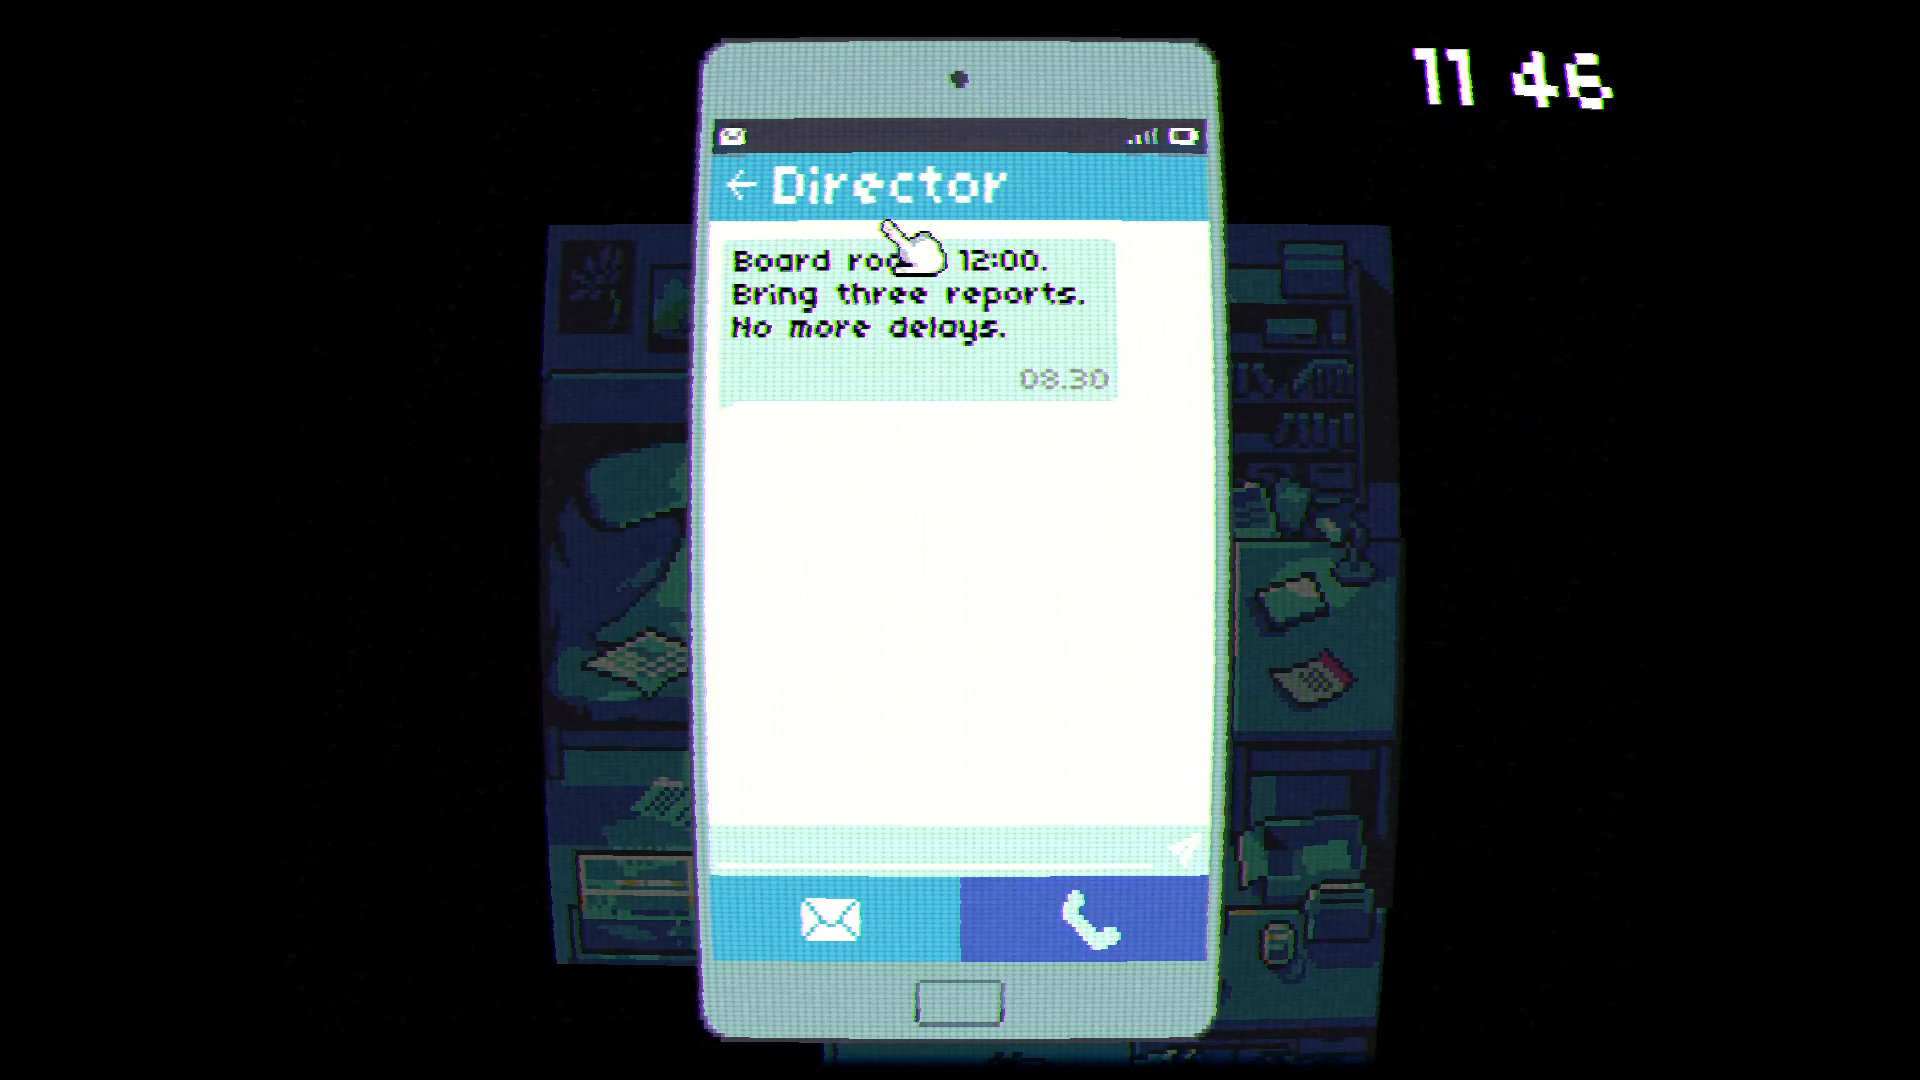 11 46
Director
Board 12:00.
Bring three reports.
No more delays.
08.30